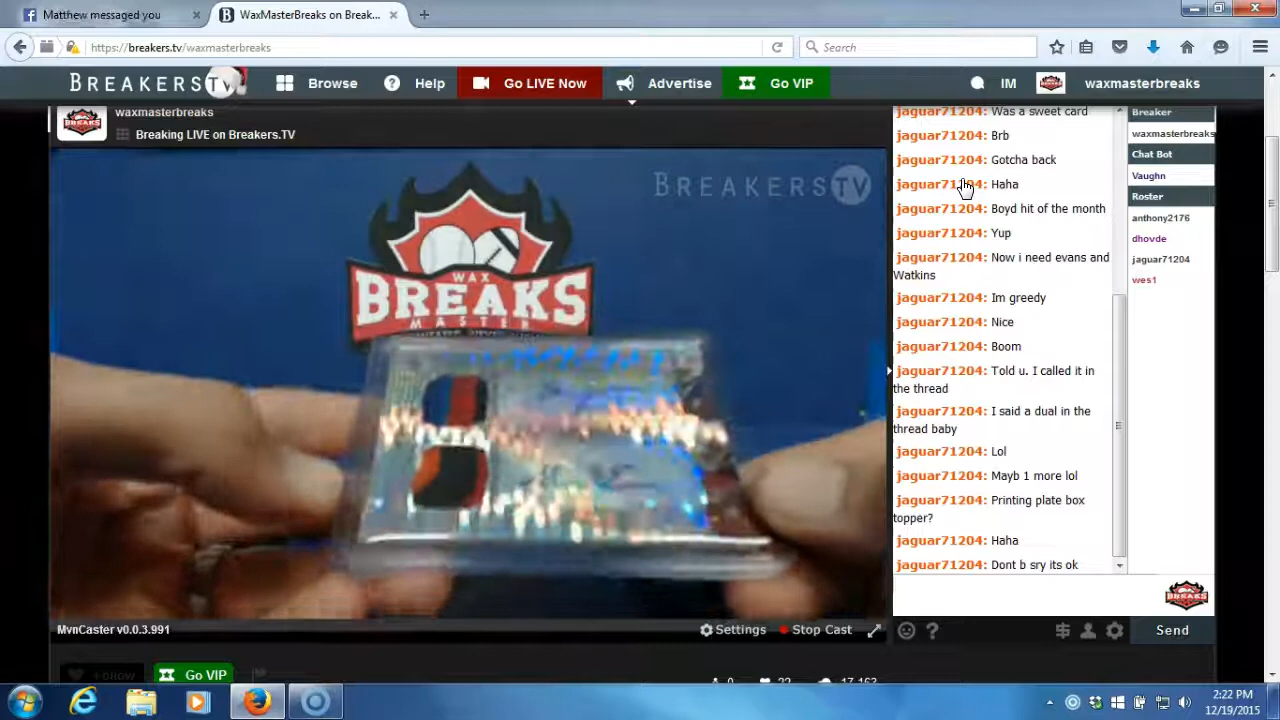 Matthew messaged you
WaxMasterBreaks on Break...
https://breakers.tv/waxmasterbreaks
Search
BREAKERS TV
Browse
Help
Go LIVE Now
Advertise
Go VIP
IM
waxmasterbreaks
waxmasterbreaks
Breaking LIVE on Breakers.TV
BREAKERS TV
WAX
BREAKS
MASTER
jaguar71204: Was a sweet card
jaguar71204: Brb
jaguar71204: Gotcha back
jaguar71204: Haha
jaguar71204: Boyd hit of the month
jaguar71204: Yup
jaguar71204: Now i need evans and
Watkins
jaguar71204: Im greedy
jaguar71204: Nice
jaguar71204: Boom
jaguar71204: Told u. I called it in
the thread
jaguar71204: I said a dual in the
thread baby
jaguar71204: Lol
jaguar71204: Mayb 1 more lol
jaguar71204: Printing plate box
topper?
jaguar71204: Haha
jaguar71204: Dont b sry its ok
Breaker
waxmasterbreaks
Chat Bot
Vaughn
Roster
anthony2176
dhovde
jaguar71204
wes1
BREAKS
Send
MvnCaster v0.0.3.991
Settings
Stop Cast
Follow
Go VIP
0
22
17,163
2:22 PM
12/19/2015